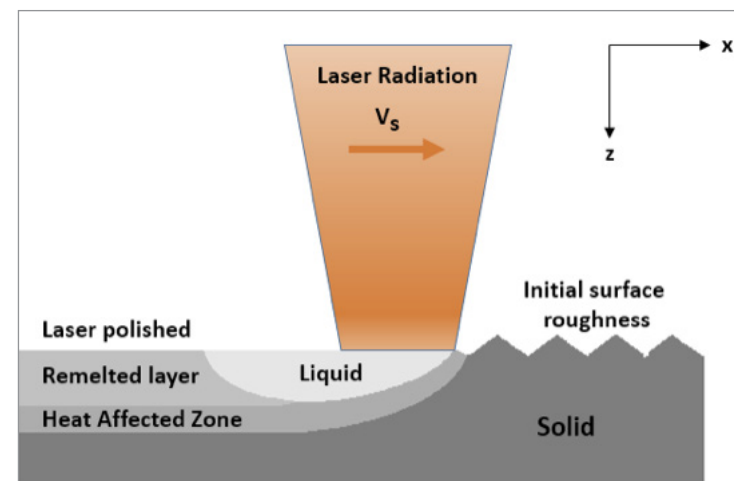 Laser Radiation
Vs
x
z
Initial surface
roughness
Laser polished
Remelted layer
Liquid
Heat Affected Zone
Solid